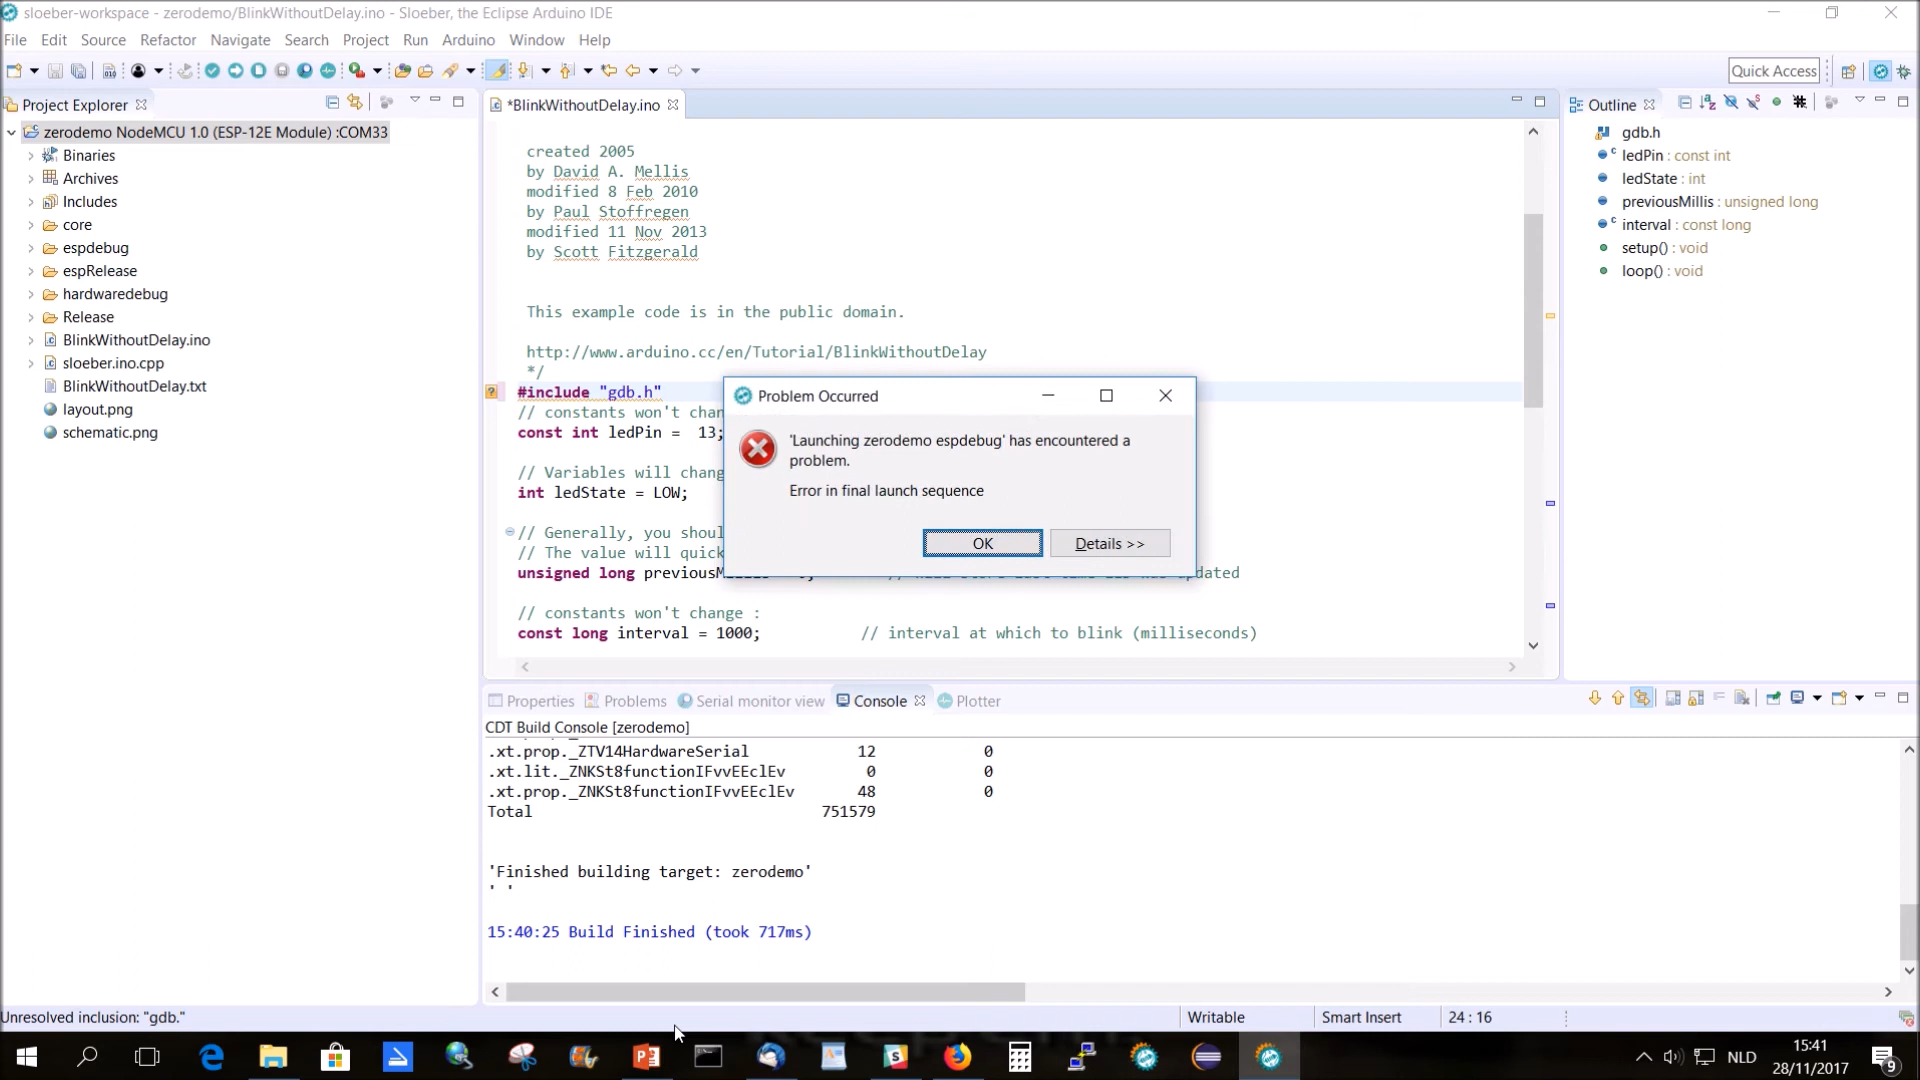 sloeber-workspace - zerodemo/BlinkWithoutDelay.ino - Sloeber, the Eclipse Arduino IDE
File Edit Source Refactor Navigate Search Project Run Arduino Window Help
Quick Access
Project Explorer
zerodemo NodeMCU 1.0 (ESP-12E Module) :COM33
Binaries
Archives
Includes
core
espdebug
espRelease
hardwaredebug
Release
BlinkWithoutDelay.ino
sloeber.ino.cpp
BlinkWithoutDelay.txt
layout.png
schematic.png
*BlinkWithoutDelay.ino
created 2005
by David A. Mellis
modified 8 Feb 2010
by Paul Stoffregen
modified 11 Nov 2013
by Scott Fitzgerald
This example code is in the public domain.
http://www.arduino.cc/en/Tutorial/BlinkWithoutDelay
*/
#include "gdb.h"
// constants won't chan
const int ledPin = 13;
// Variables will chang
int ledState = LOW;
// Generally, you shou
// The value will quick
unsigned long previousM
// constants won't change :
const long interval = 1000; // interval at which to blink (milliseconds)
Problem Occurred
'Launching zerodemo espdebug' has encountered a
problem.
Error in final launch sequence
OK
Details >>
Outline
gdb.h
ledPin : const int
ledState : int
previousMillis : unsigned long
interval : const long
setup() : void
loop() : void
Properties Problems Serial monitor view Console Plotter
CDT Build Console [zerodemo]
.xt.prop._ZTV14HardwareSerial 12 0
.xt.lit._ZNKSt8functionIFvvEEclEv 0 0
.xt.prop._ZNKSt8functionIFvvEEclEv 48 0
Total 751579
'Finished building target: zerodemo'
' '
15:40:25 Build Finished (took 717ms)
Unresolved inclusion: "gdb."
Writable
Smart Insert
24 : 16
NLD
15:41
28/11/2017
9